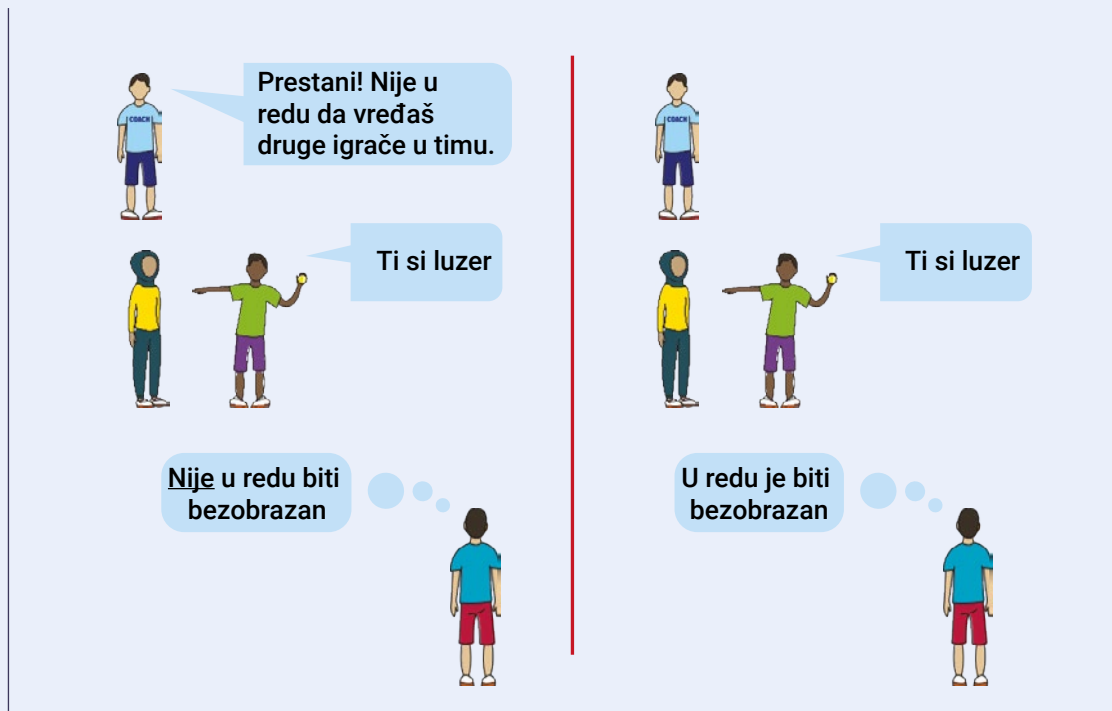 Prestani! Nije u
redu da vređaš
druge igrače u timu.
COACH
Ti si luzer
Nije u redu biti
bezobrazan
COACH
Ti si luzer
U redu je biti
bezobrazan